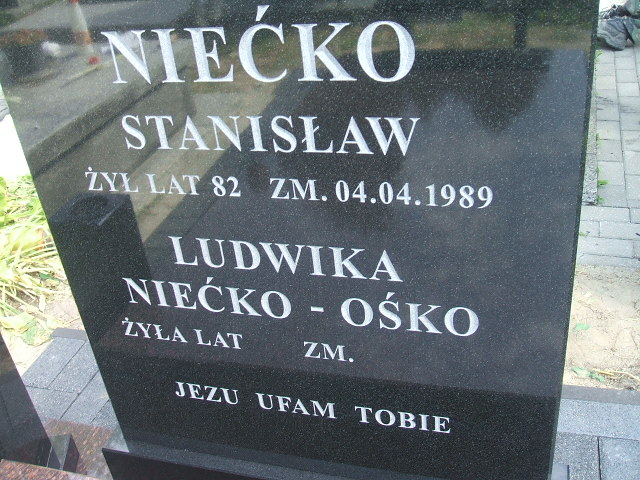 NIEĆKO
STANISŁAW
ŻYŁ LAT 82 ZM. 04.04.1989
LUDWIKA
NIEĆKO - OŚKO
ŻYŁA LAT ZM.
JEZU UFAM TOBIE